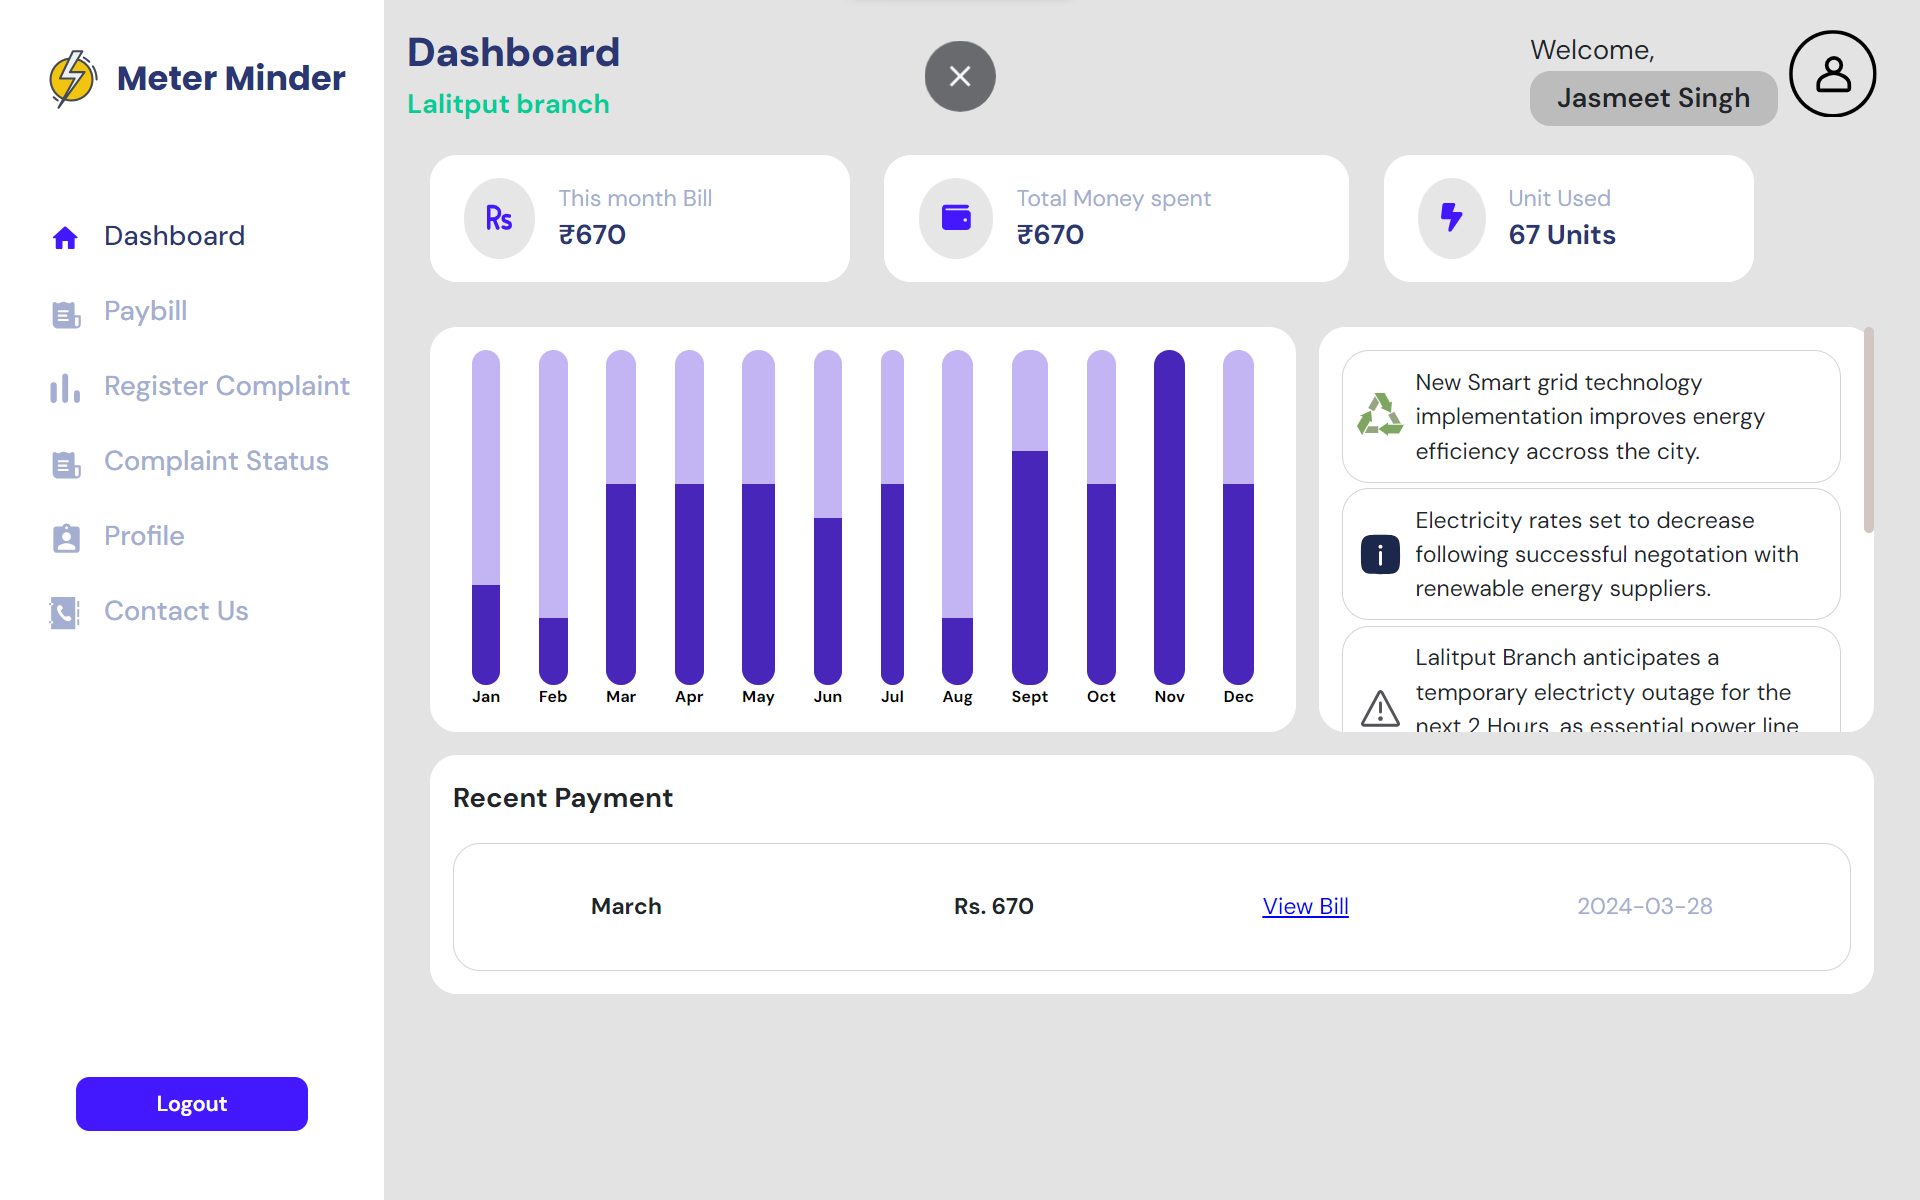 Meter Minder
Dashboard
Paybill
Register Complaint
Complaint Status
Profile
Contact Us
Logout
Dashboard
Lalitput branch
Welcome,
Jasmeet Singh
Rs
This month Bill
₹670
Total Money spent
₹670
Unit Used
67 Units
Jan Feb Mar Apr May Jun Jul Aug Sept Oct Nov Dec
New Smart grid technology
implementation improves energy
efficiency accross the city.
Electricity rates set to decrease
following successful negotation with
renewable energy suppliers.
Lalitput Branch anticipates a
temporary electricty outage for the
next 2 Hours, as essential power line
Recent Payment
March Rs. 670 View Bill 2024-03-28